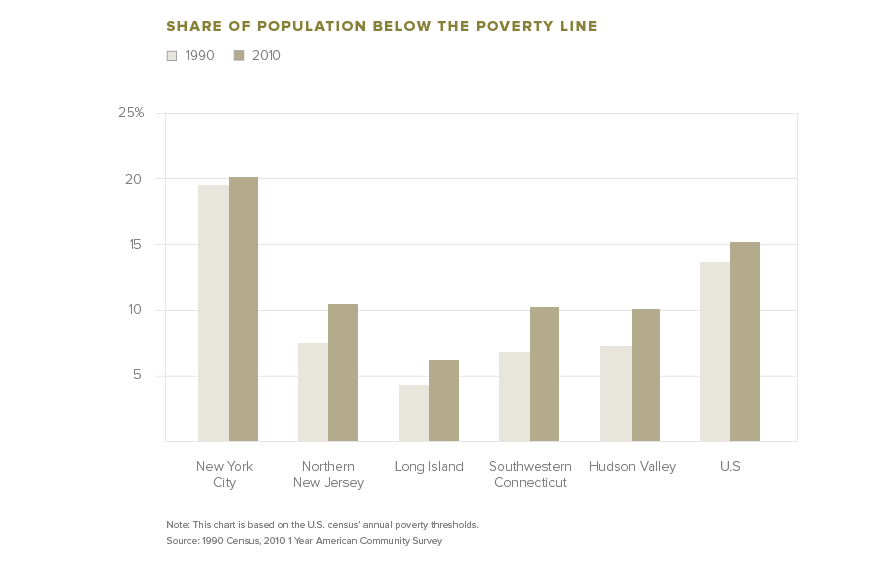 SHARE OF POPULATION BELOW THE POVERTY LINE
1990 2010
25%
20
15
10
5
New York
City
Northern
New Jersey
Long Island
Southwestern
Connecticut
Hudson Valley
U.S
Note: This chart is based on the U.S. census' annual poverty thresholds.
Source: 1990 Census, 2010 1 Year American Community Survey